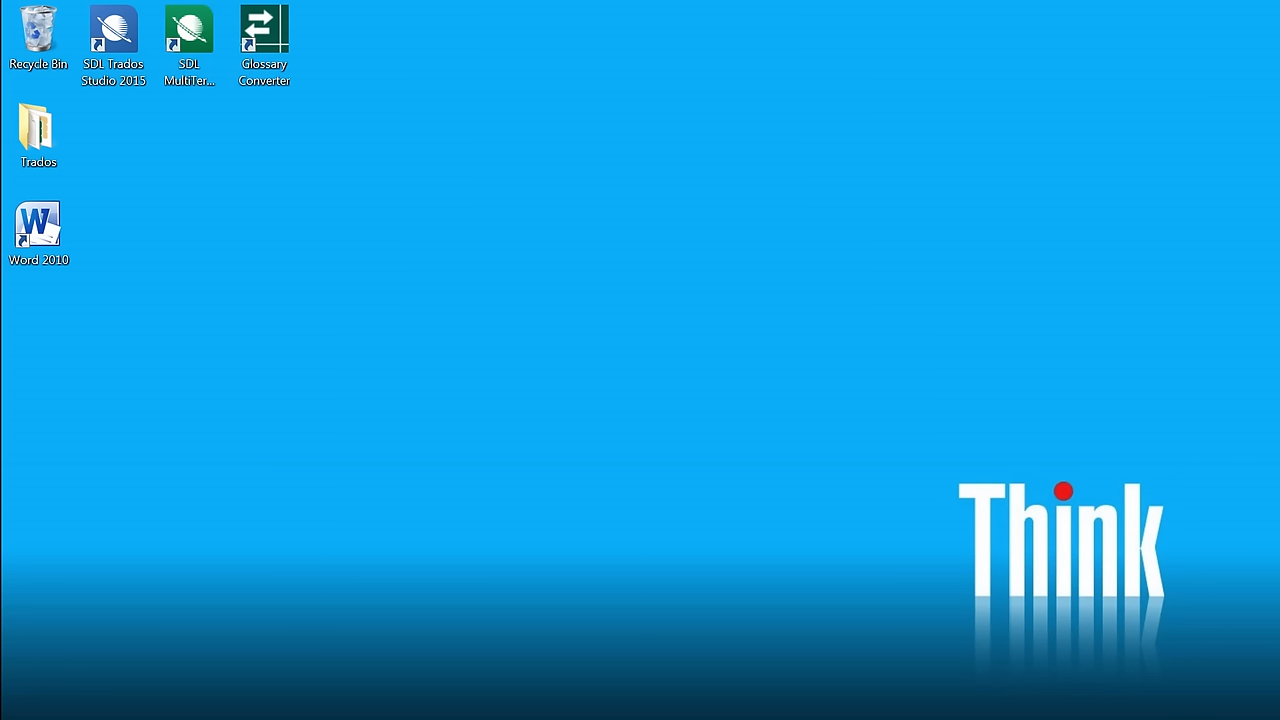 Recycle Bin
SDL Trados
Studio 2015
SDL
MultiTer...
Glossary
Converter
Trados
W
Word 2010
Think